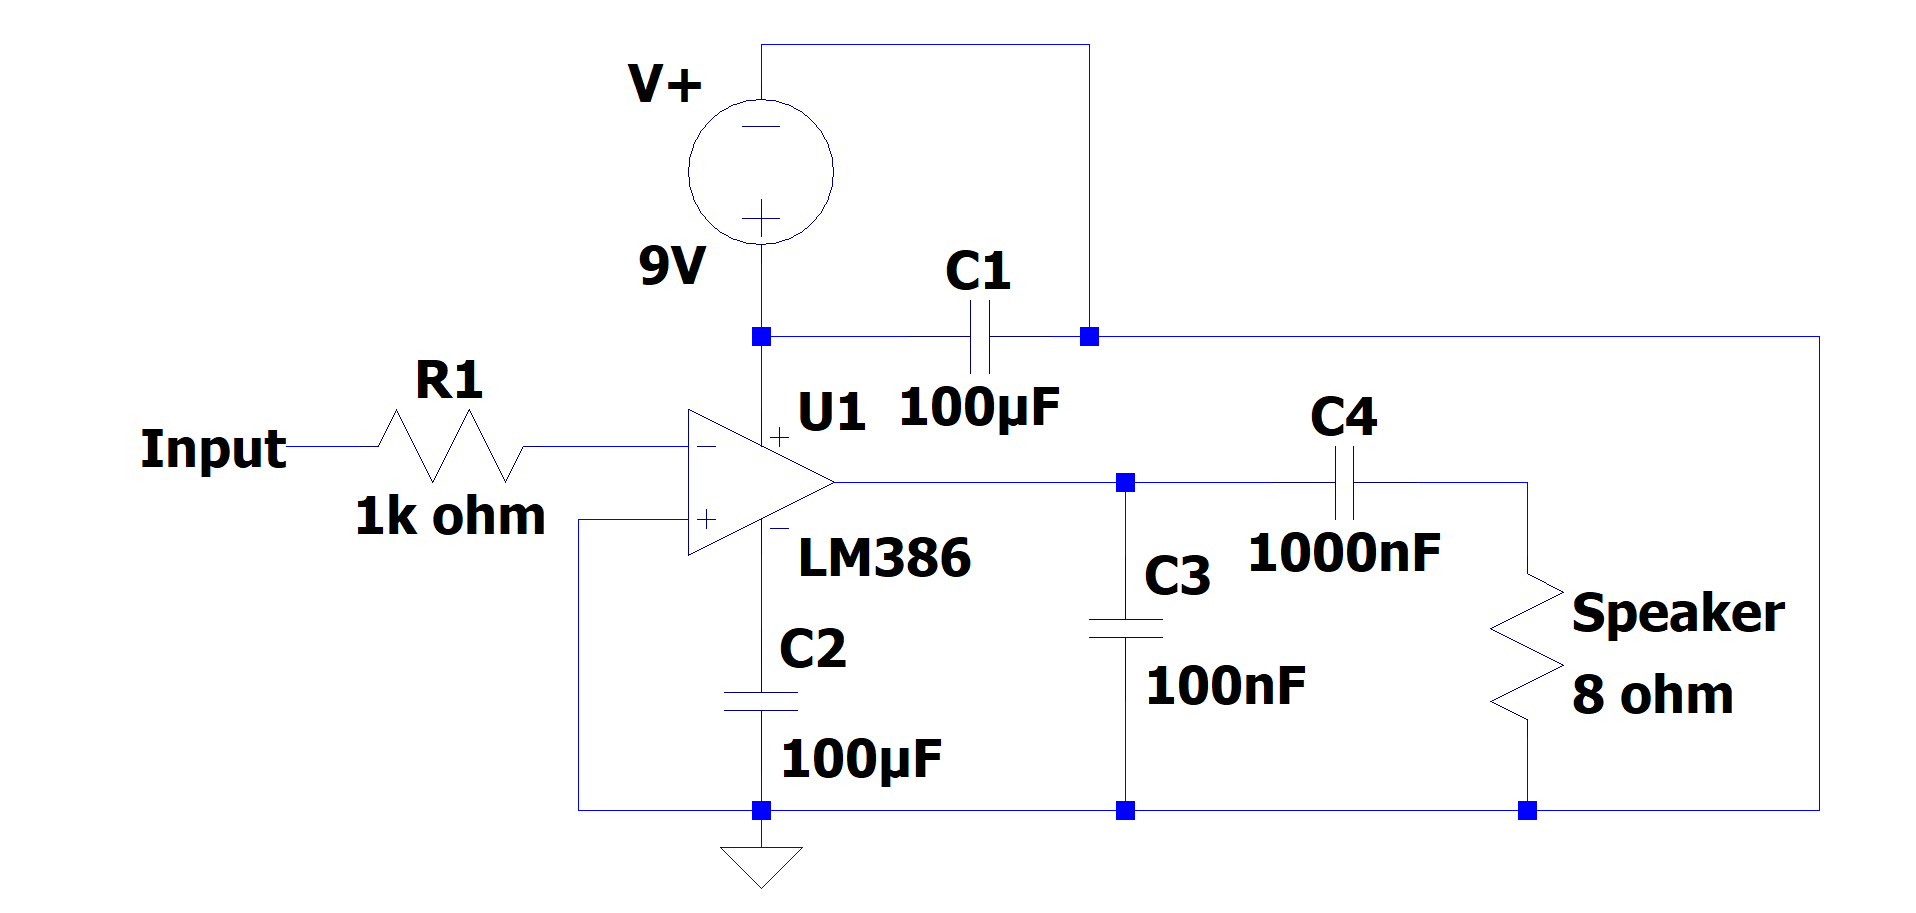 V+
9V
C1
100µF
R1
Input
1k ohm
U1
LM386
C4
1000nF
C3
100nF
Speaker
8 ohm
C2
100µF